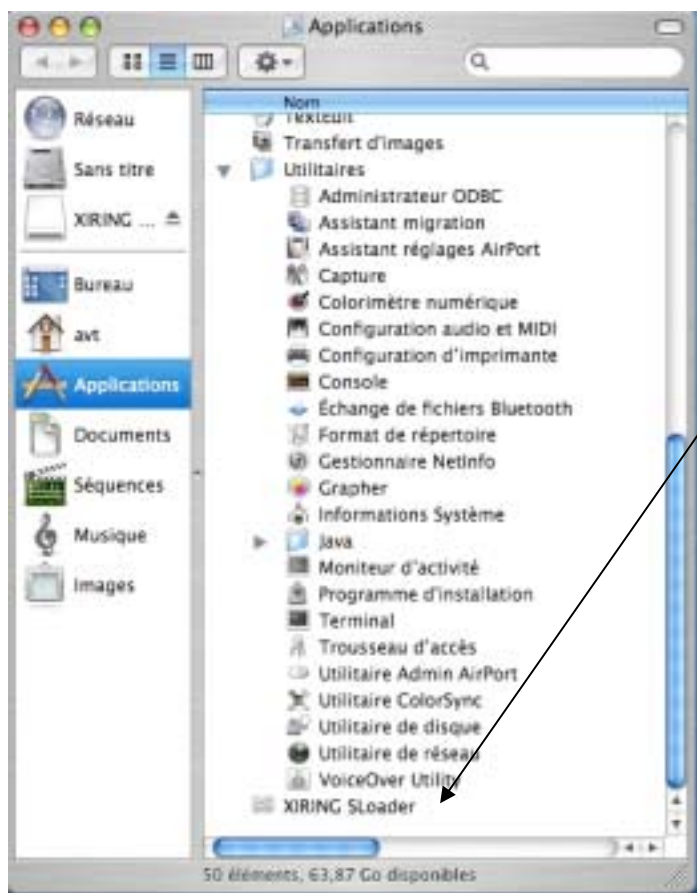 Applications
Réseau
Sans titre
XIRING ...
Bureau
avt
Applications
Documents
Séquences
Musique
Images
Nom
TextEdit
Transfert d'images
Utilitaires
Administrateur ODBC
Assistant migration
Assistant réglages AirPort
Capture
Colorimètre numérique
Configuration audio et MIDI
Configuration d'imprimante
Console
Échange de fichiers Bluetooth
Format de répertoire
Gestionnaire NetInfo
Grapher
Informations Système
Java
Moniteur d'activité
Programme d'installation
Terminal
Trousseau d'accès
Utilitaire Admin AirPort
Utilitaire ColorSync
Utilitaire de disque
Utilitaire de réseau
VoiceOver Utility
XIRING SLoader
50 éléments, 63,87 Go disponibles